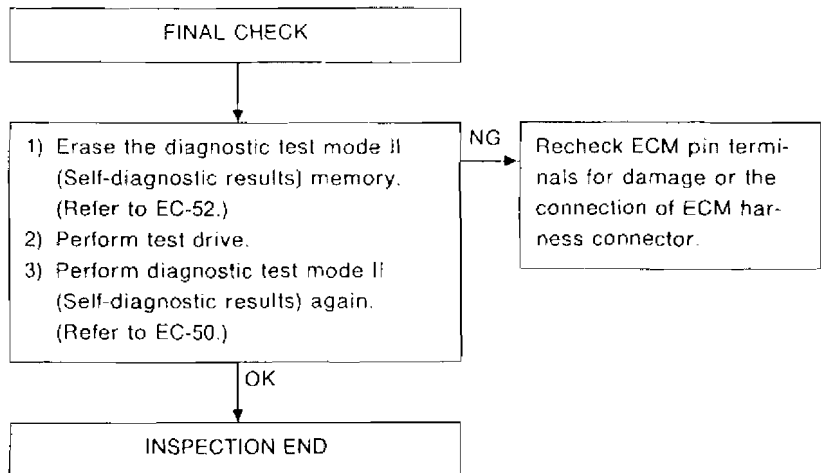 FINAL CHECK
1) Erase the diagnostic test mode II
(Self-diagnostic results) memory.
(Refer to EC-52.)
2) Perform test drive.
3) Perform diagnostic test mode II
(Self-diagnostic results) again.
(Refer to EC-50.)
NG
Recheck ECM pin termi-
nals for damage or the
connection of ECM har-
ness connector.
OK
INSPECTION END